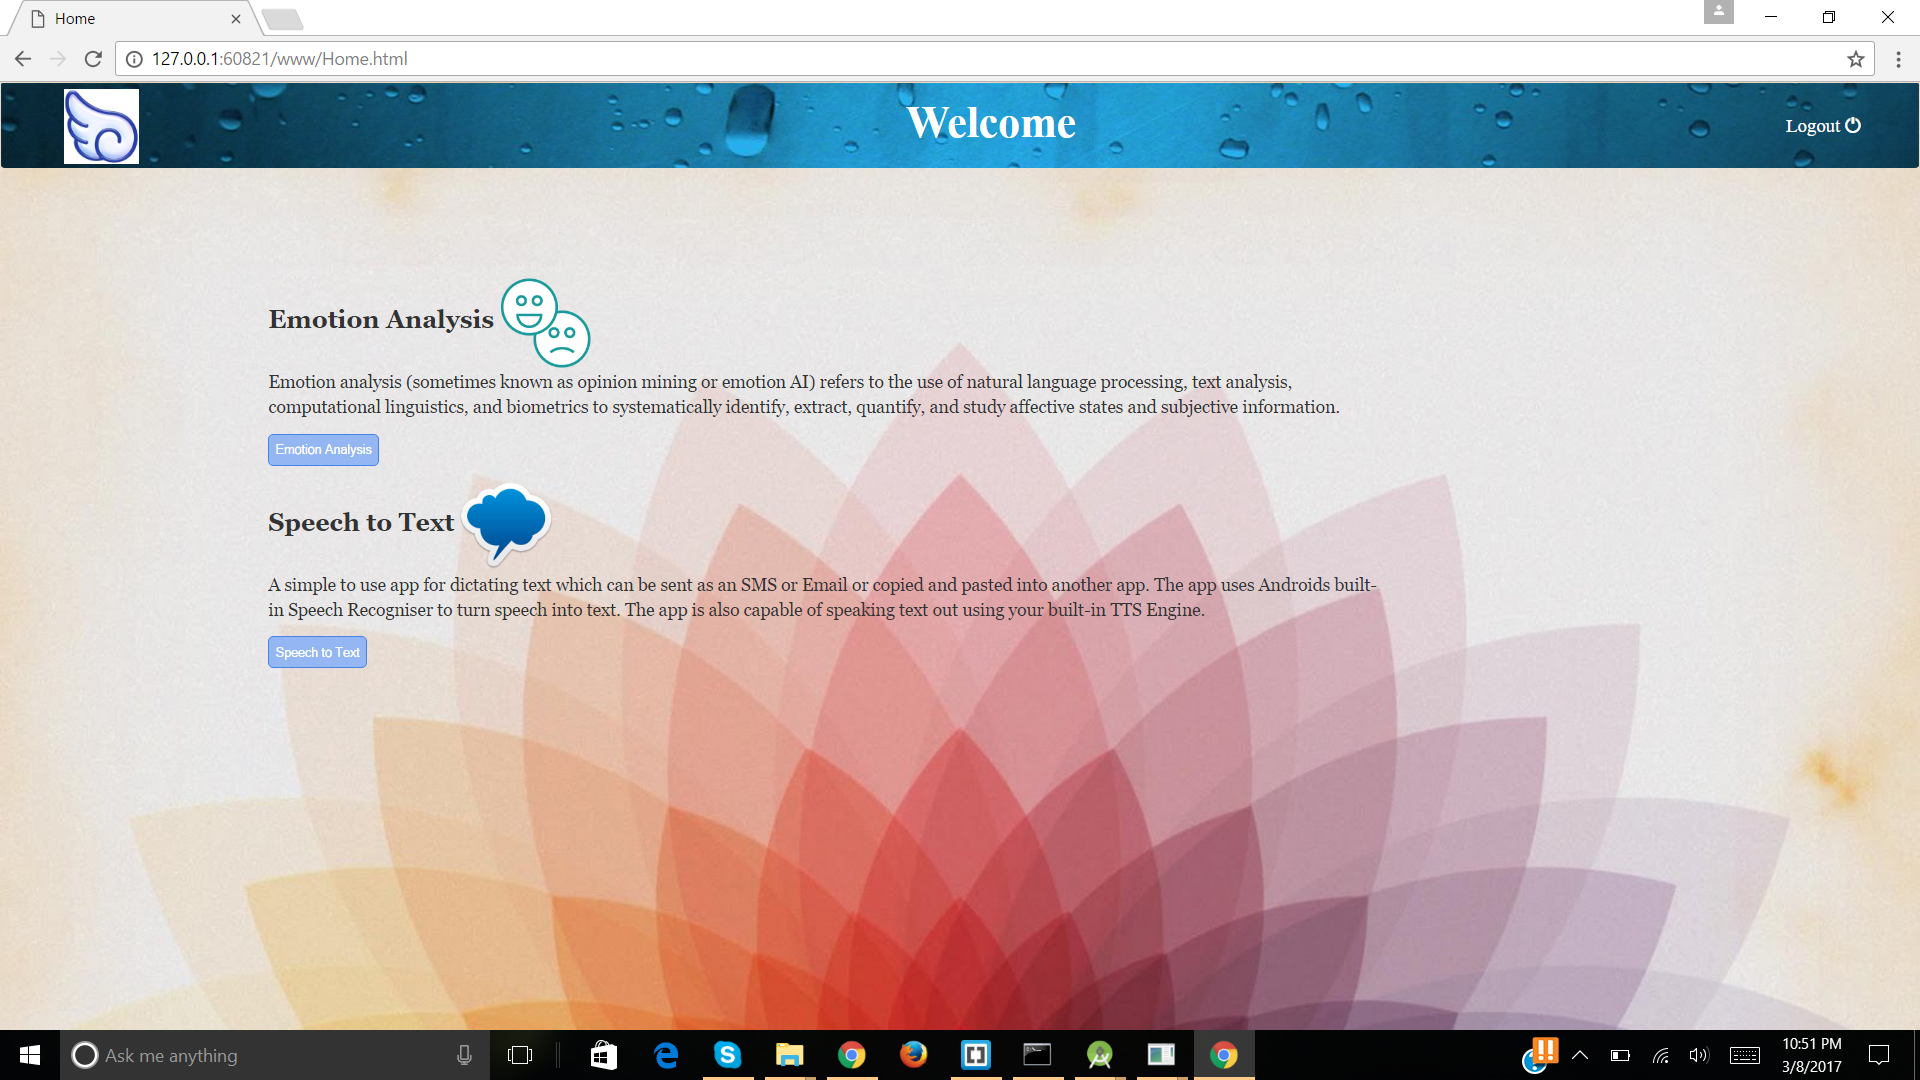 Home
127.0.0.1:60821/www/Home.html
Welcome
Logout
Emotion Analysis
Emotion analysis (sometimes known as opinion mining or emotion AI) refers to the use of natural language processing, text analysis,
computational linguistics, and biometrics to systematically identify, extract, quantify, and study affective states and subjective information.
Emotion Analysis
Speech to Text
A simple to use app for dictating text which can be sent as an SMS or Email or copied and pasted into another app. The app uses Androids built-
in Speech Recogniser to turn speech into text. The app is also capable of speaking text out using your built-in TTS Engine.
Speech to Text
Ask me anything
10:51 PM
3/8/2017